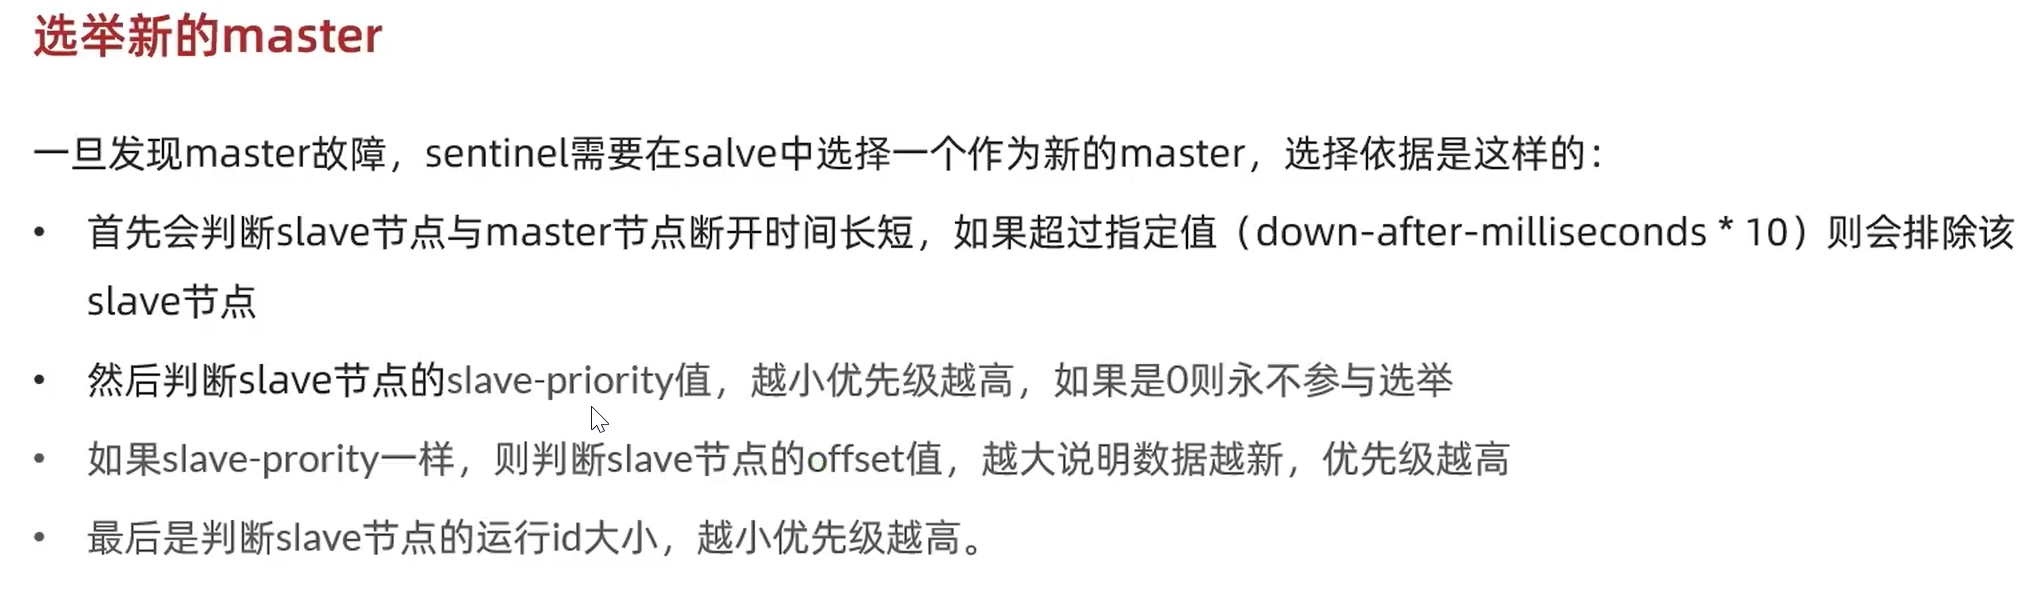 选举新的master
一旦发现master故障，sentinel需要在salve中选择一个作为新的master，选择依据是这样的：
• 首先会判断slave节点与master节点断开时间长短，如果超过指定值（down-after-milliseconds * 10）则会排除该
slave节点
• 然后判断slave节点的slave-priority值，越小优先级越高，如果是0则永不参与选举
• 如果slave-prority一样，则判断slave节点的offset值，越大说明数据越新，优先级越高
• 最后是判断slave节点的运行id大小，越小优先级越高。